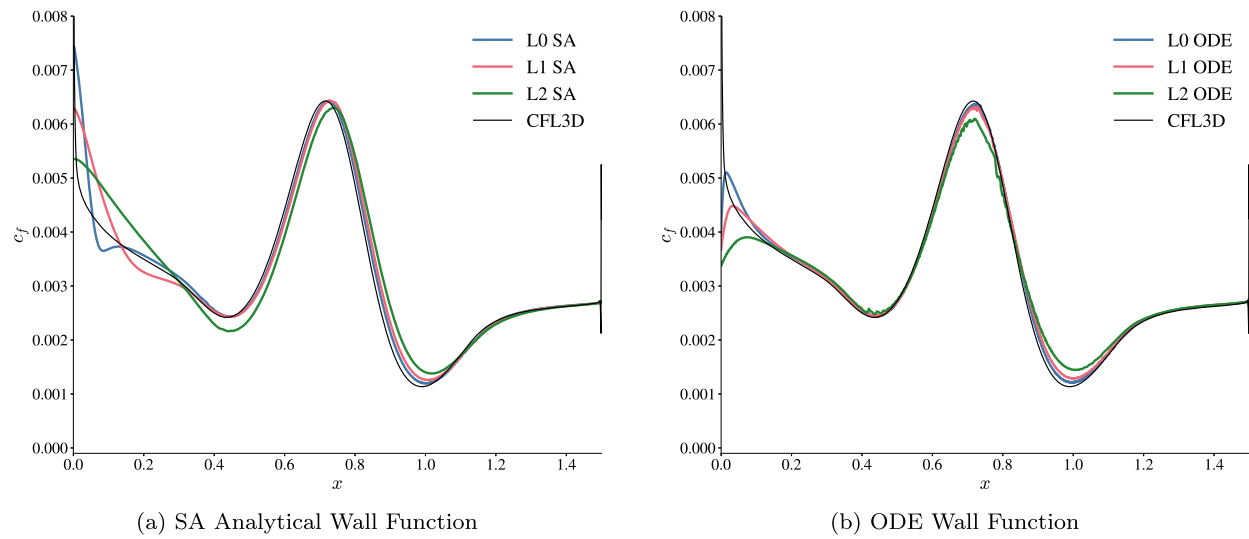 0.008
0.007
0.006
0.005
0.004
0.003
0.002
0.001
0.000
c_f
0.0 0.2 0.4 0.6 0.8 1.0 1.2 1.4
x
L0 SA
L1 SA
L2 SA
CFL3D
(a) SA Analytical Wall Function
0.008
0.007
0.006
0.005
0.004
0.003
0.002
0.001
0.000
c_f
0.0 0.2 0.4 0.6 0.8 1.0 1.2 1.4
x
L0 ODE
L1 ODE
L2 ODE
CFL3D
(b) ODE Wall Function